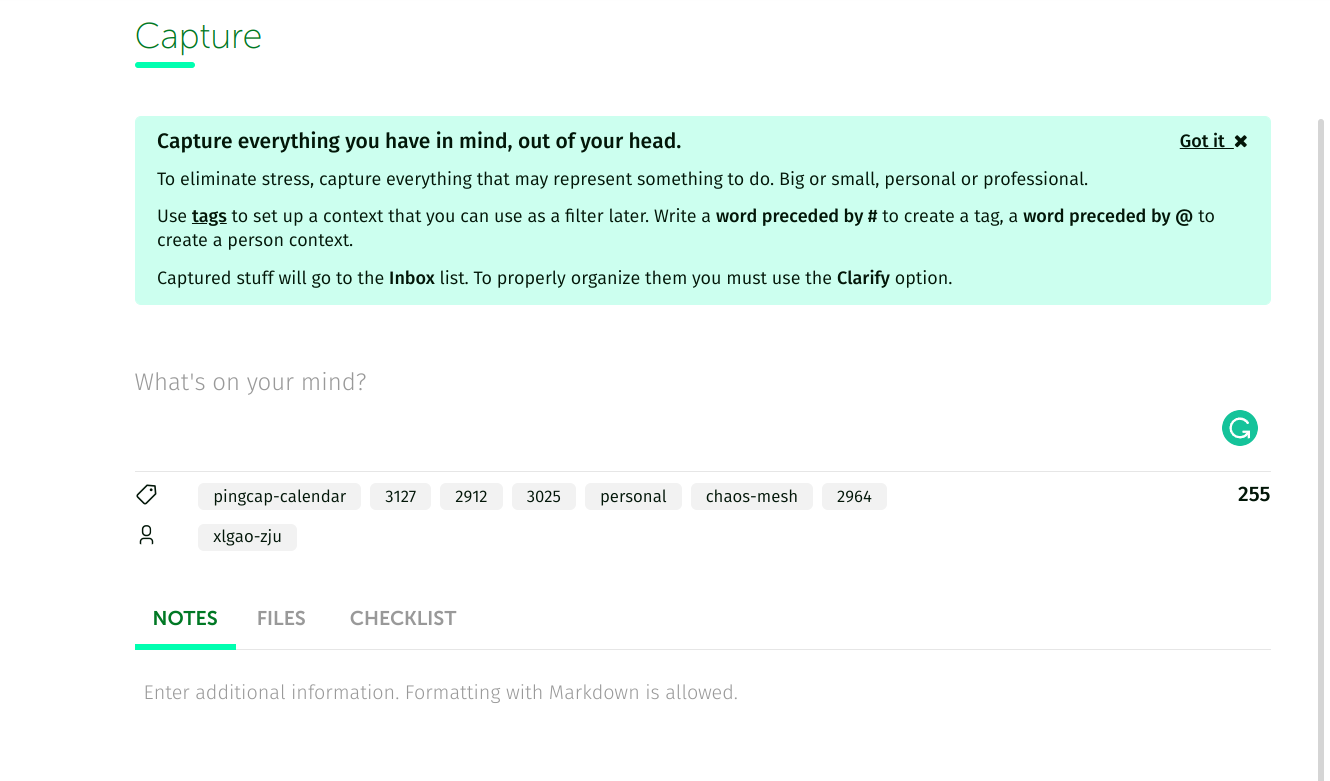 Capture
Capture everything you have in mind, out of your head.
Got it ✖
To eliminate stress, capture everything that may represent something to do. Big or small, personal or professional.
Use tags to set up a context that you can use as a filter later. Write a word preceded by # to create a tag, a word preceded by @ to
create a person context.
Captured stuff will go to the Inbox list. To properly organize them you must use the Clarify option.
What's on your mind?
pingcap-calendar 3127 2912 3025 personal chaos-mesh 2964
255
xlgao-zju
NOTES FILES CHECKLIST
Enter additional information. Formatting with Markdown is allowed.